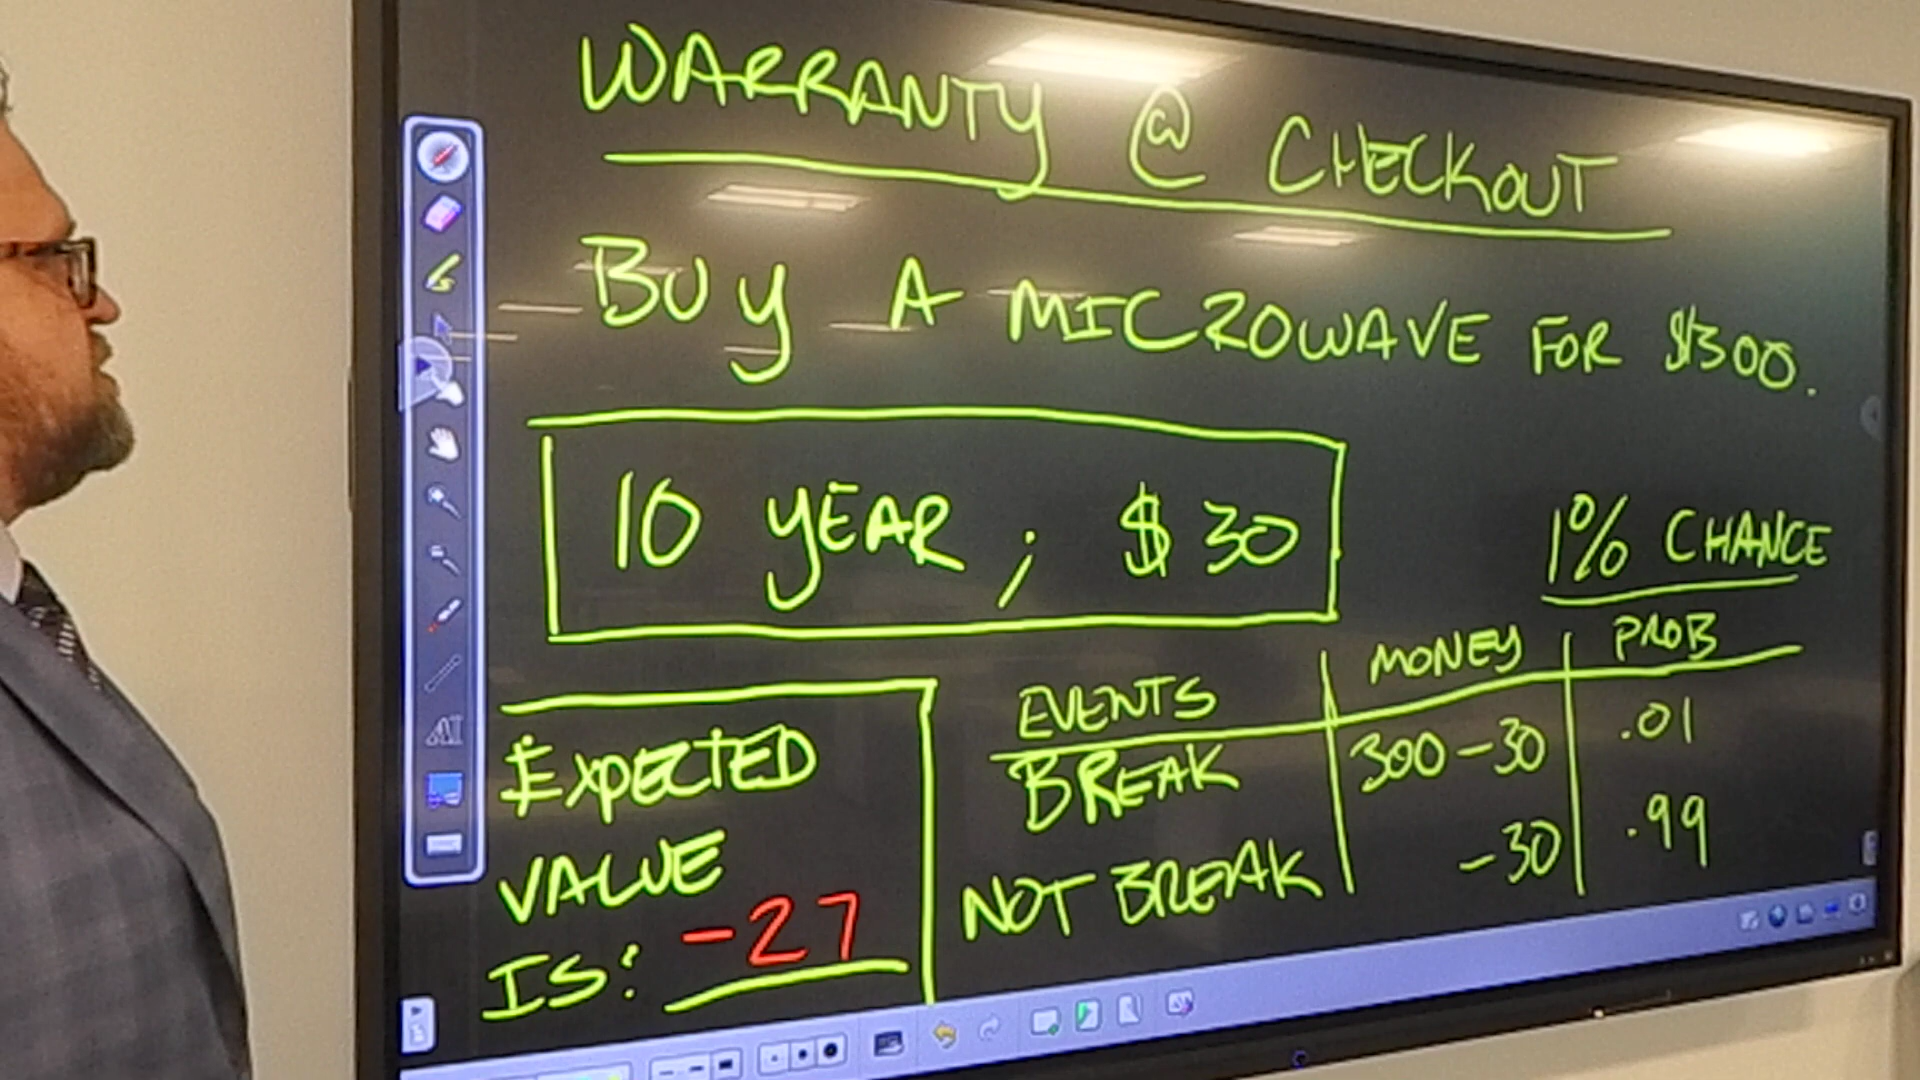 WARRANTY @ CHECKOUT
BUY A MICROWAVE FOR $300.
10 YEAR ; $30
1% CHANCE
EVENTS MONEY PROB
BREAK 300-30 .01
NOT BREAK -30 .99
EXPECTED
VALUE
IS: -27
AI